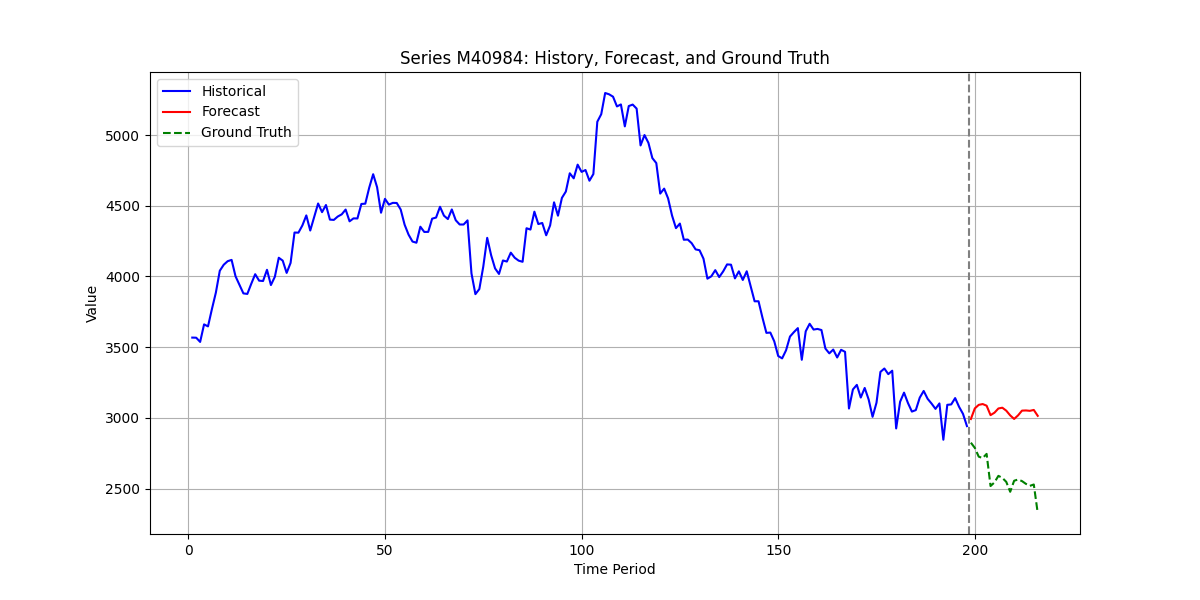 Series M40984: History, Forecast, and Ground Truth
Historical
Forecast
Ground Truth
Value
5000
4500
4000
3500
3000
2500
0 50 100 150 200
Time Period